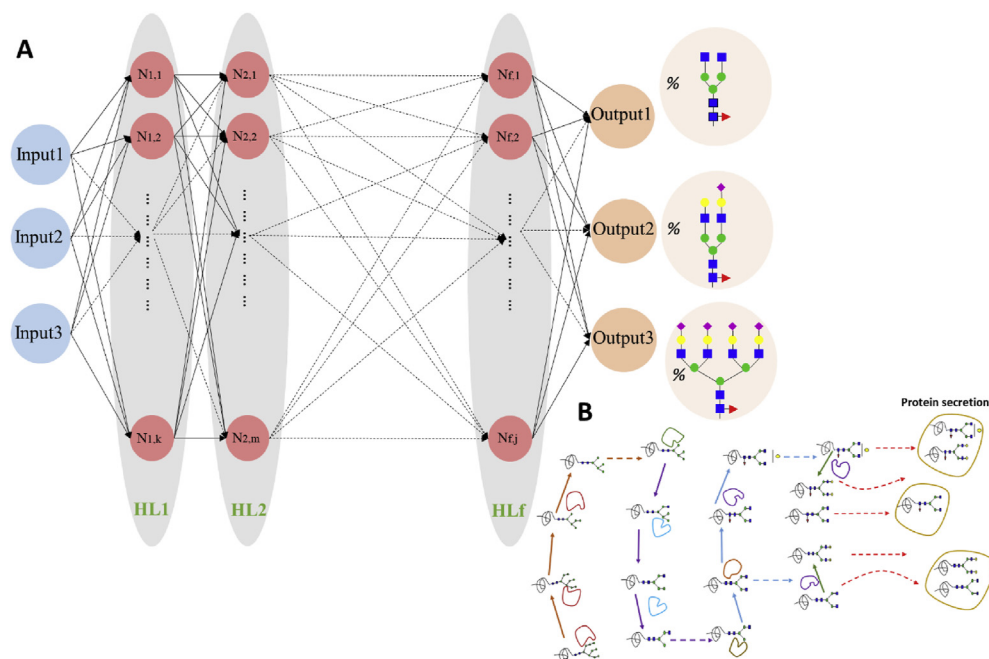 A
Input1
Input2
Input3
N1,1
N1,2
N1,k
HL1
N2,1
N2,2
N2,m
HL2
Nf,1
Nf,2
Nf,j
HLf
Output1
Output2
Output3
%
%
%
B
Protein secretion